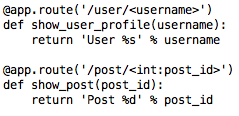 @app.route('/user/<username>')
def show_user_profile(username):
    return 'User %s' % username

@app.route('/post/<int:post_id>')
def show_post(post_id):
    return 'Post %d' % post_id